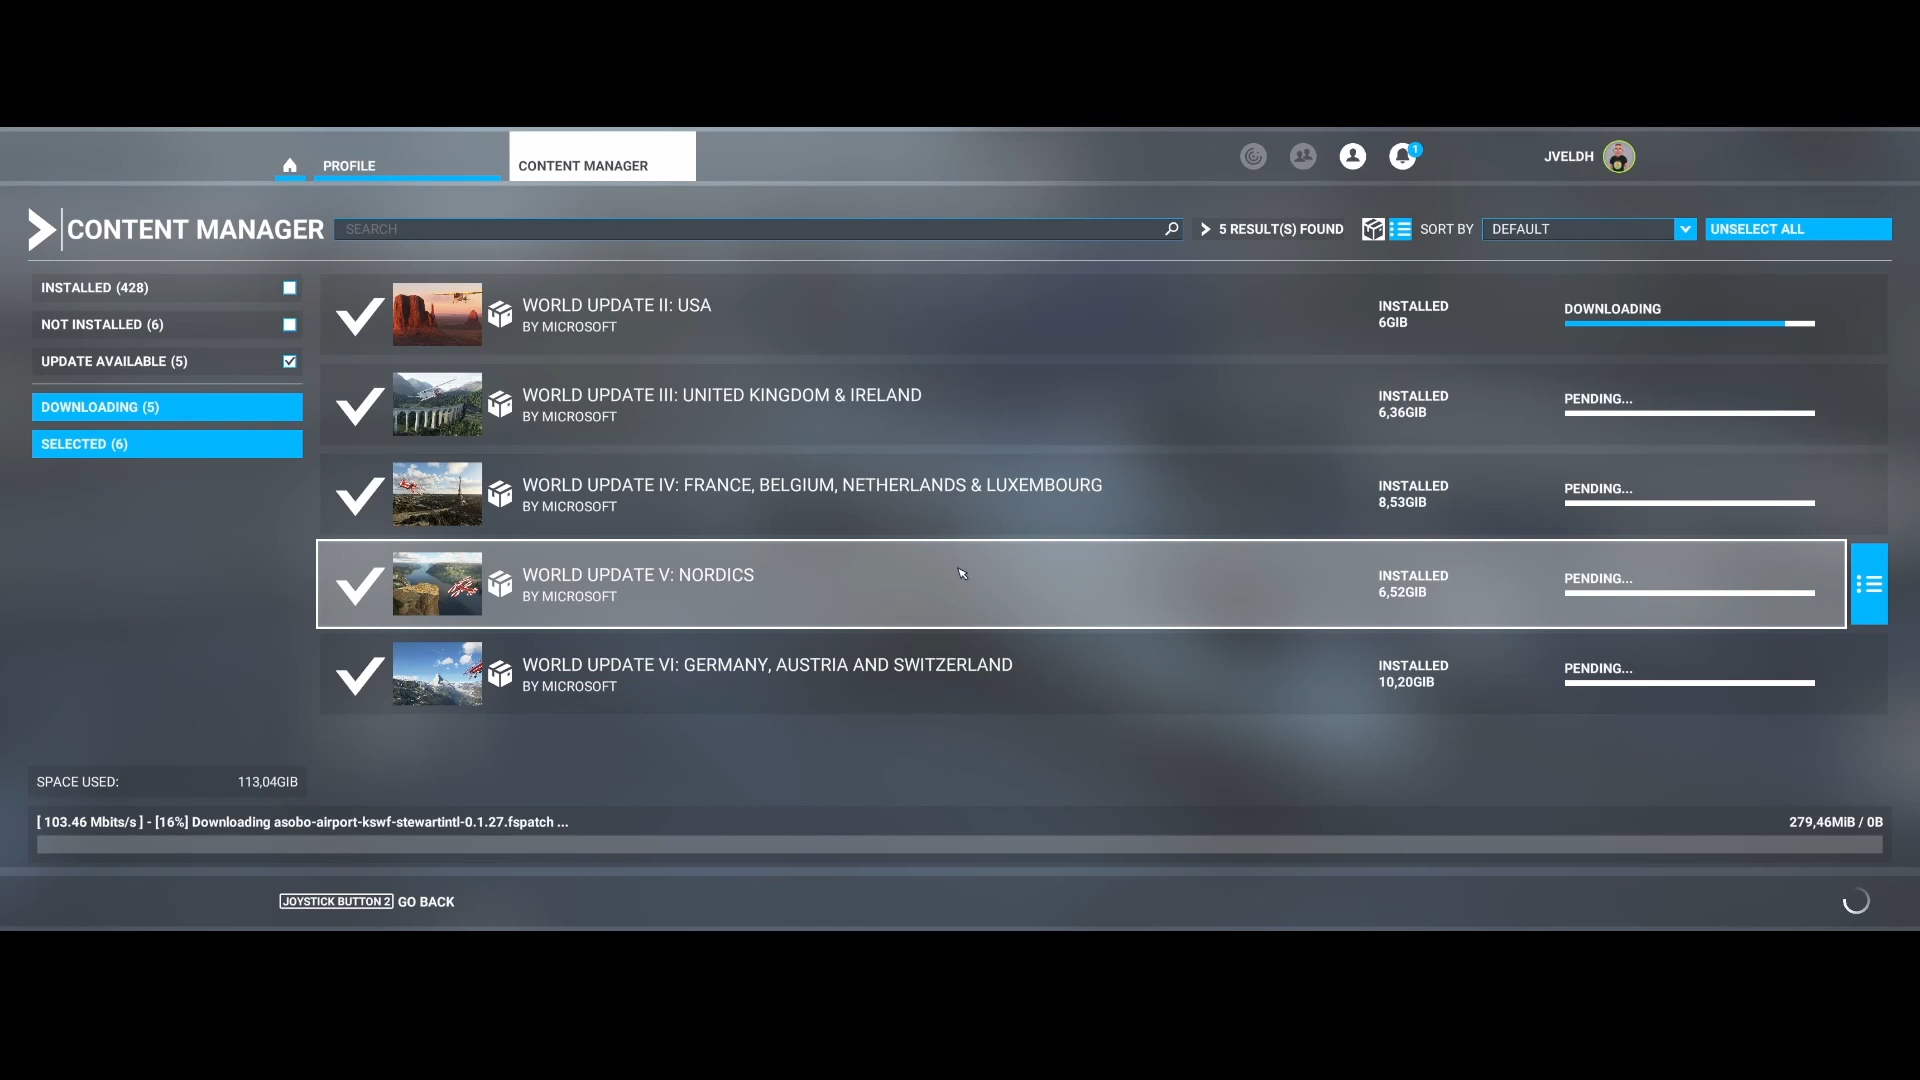 PROFILE
CONTENT MANAGER
1
JVELDH
CONTENT MANAGER
SEARCH
5 RESULT(S) FOUND
SORT BY
DEFAULT
UNSELECT ALL
INSTALLED (428)
NOT INSTALLED (6)
UPDATE AVAILABLE (5)
DOWNLOADING (5)
SELECTED (6)
WORLD UPDATE II: USA
BY MICROSOFT
INSTALLED
6GIB
DOWNLOADING
WORLD UPDATE III: UNITED KINGDOM & IRELAND
BY MICROSOFT
INSTALLED
6,36GIB
PENDING...
WORLD UPDATE IV: FRANCE, BELGIUM, NETHERLANDS & LUXEMBOURG
BY MICROSOFT
INSTALLED
8,53GIB
PENDING...
WORLD UPDATE V: NORDICS
BY MICROSOFT
INSTALLED
6,52GIB
PENDING...
WORLD UPDATE VI: GERMANY, AUSTRIA AND SWITZERLAND
BY MICROSOFT
INSTALLED
10,20GIB
PENDING...
SPACE USED: 113,04GIB
[ 103.46 Mbits/s ] - [16%] Downloading asobo-airport-kswf-stewartintl-0.1.27.fspatch ...
279,46MiB / 0B
JOYSTICK BUTTON 2 GO BACK